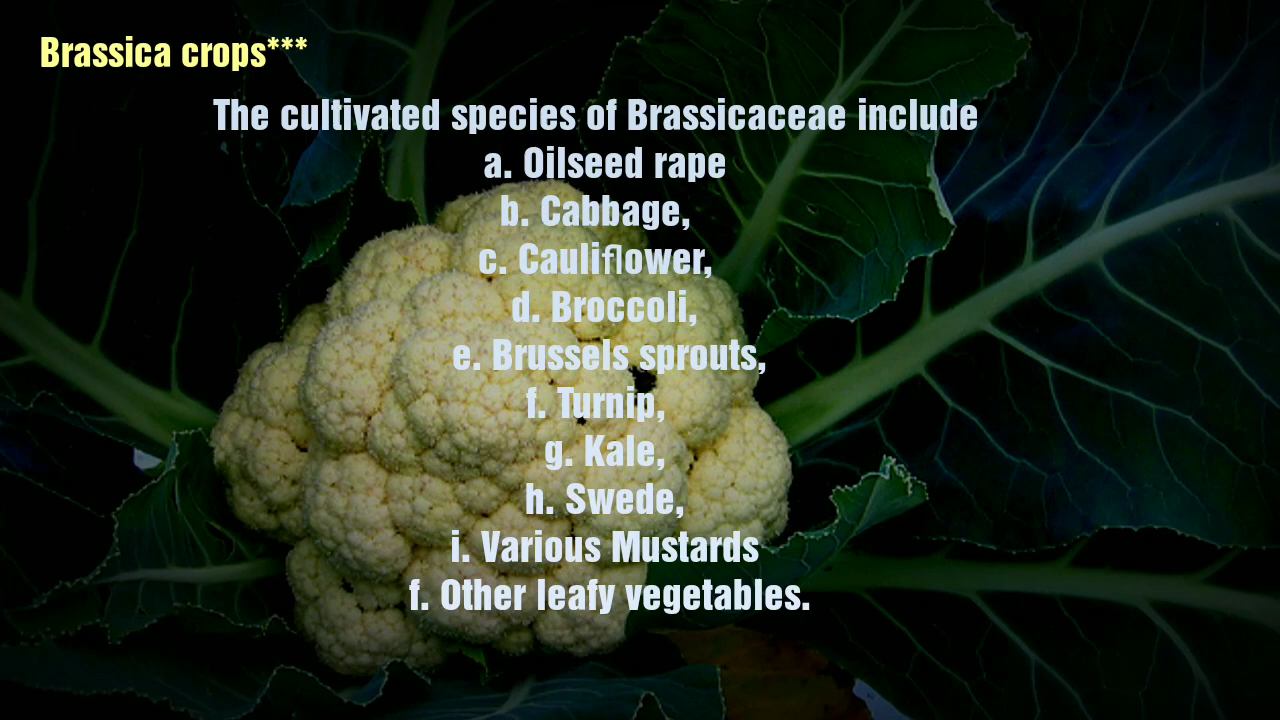 Brassica crops***
The cultivated species of Brassicaceae include
a. Oilseed rape
b. Cabbage,
c. Cauliflower,
d. Broccoli,
e. Brussels sprouts,
f. Turnip,
g. Kale,
h. Swede,
i. Various Mustards
f. Other leafy vegetables.